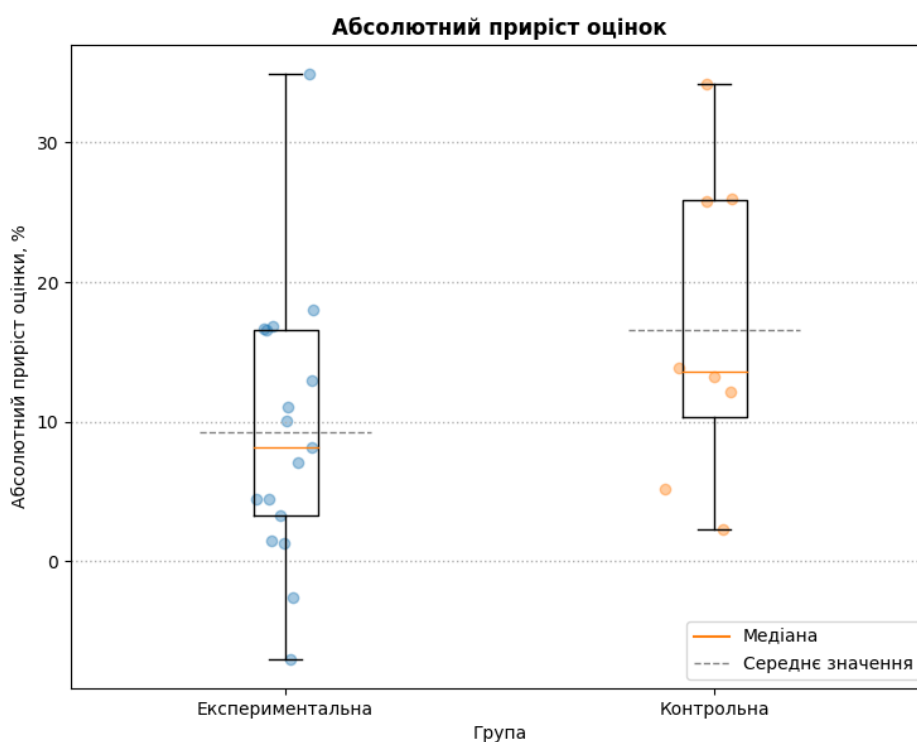 Абсолютний приріст оцінок
Абсолютний приріст оцінки, %
30
20
10
0
Медіана
Середнє значення
Експериментальна
Контрольна
Група